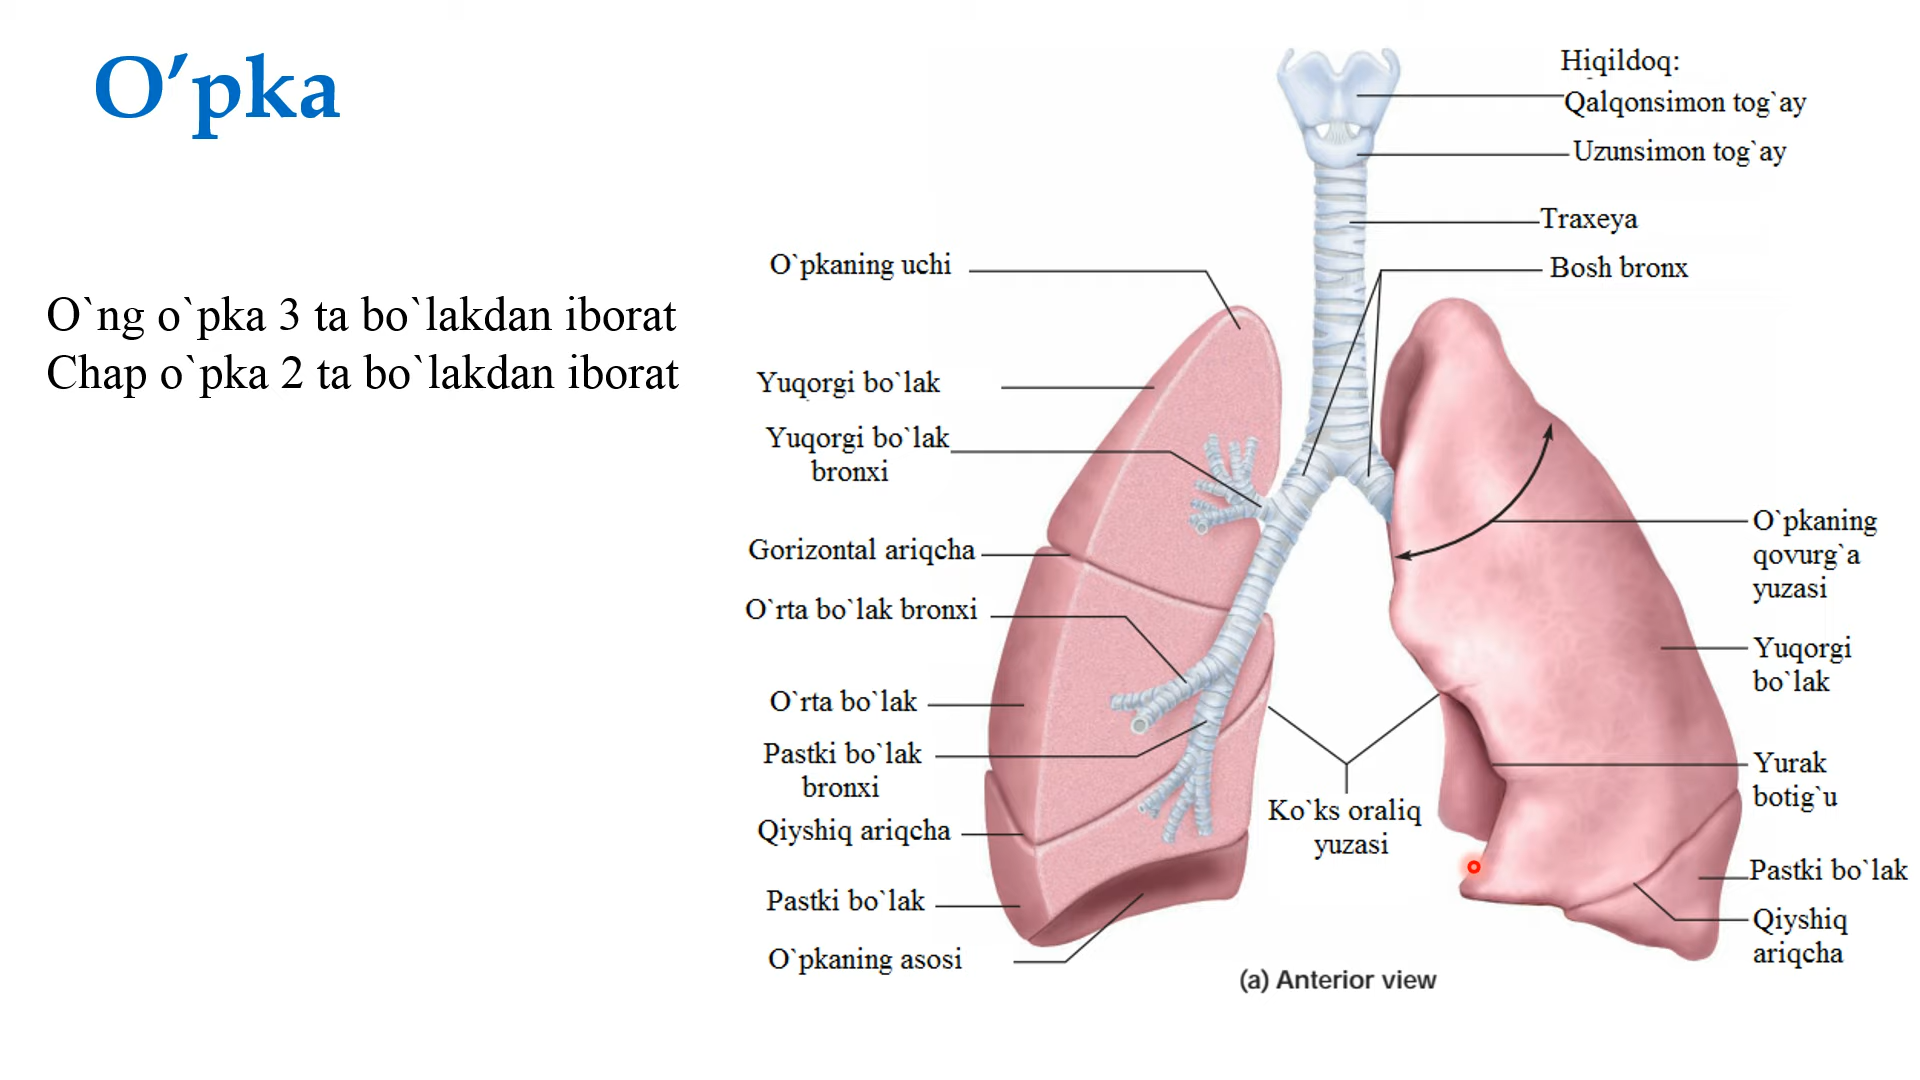 O’pka
O`ng o`pka 3 ta bo`lakdan iborat
Chap o`pka 2 ta bo`lakdan iborat
O`pkaning uchi
Yuqorgi bo`lak
Yuqorgi bo`lak
bronxi
Gorizontal ariqcha
O`rta bo`lak bronxi
O`rta bo`lak
Pastki bo`lak
bronxi
Qiyshiq ariqcha
Pastki bo`lak
O`pkaning asosi
Hiqildoq:
Qalqonsimon tog`ay
Uzunsimon tog`ay
Traxeya
Bosh bronx
O`pkaning
qovurg`a
yuzasi
Yuqorgi
bo`lak
Yurak
botig`u
Ko`ks oraliq
yuzasi
Pastki bo`lak
Qiyshiq
ariqcha
(a) Anterior view